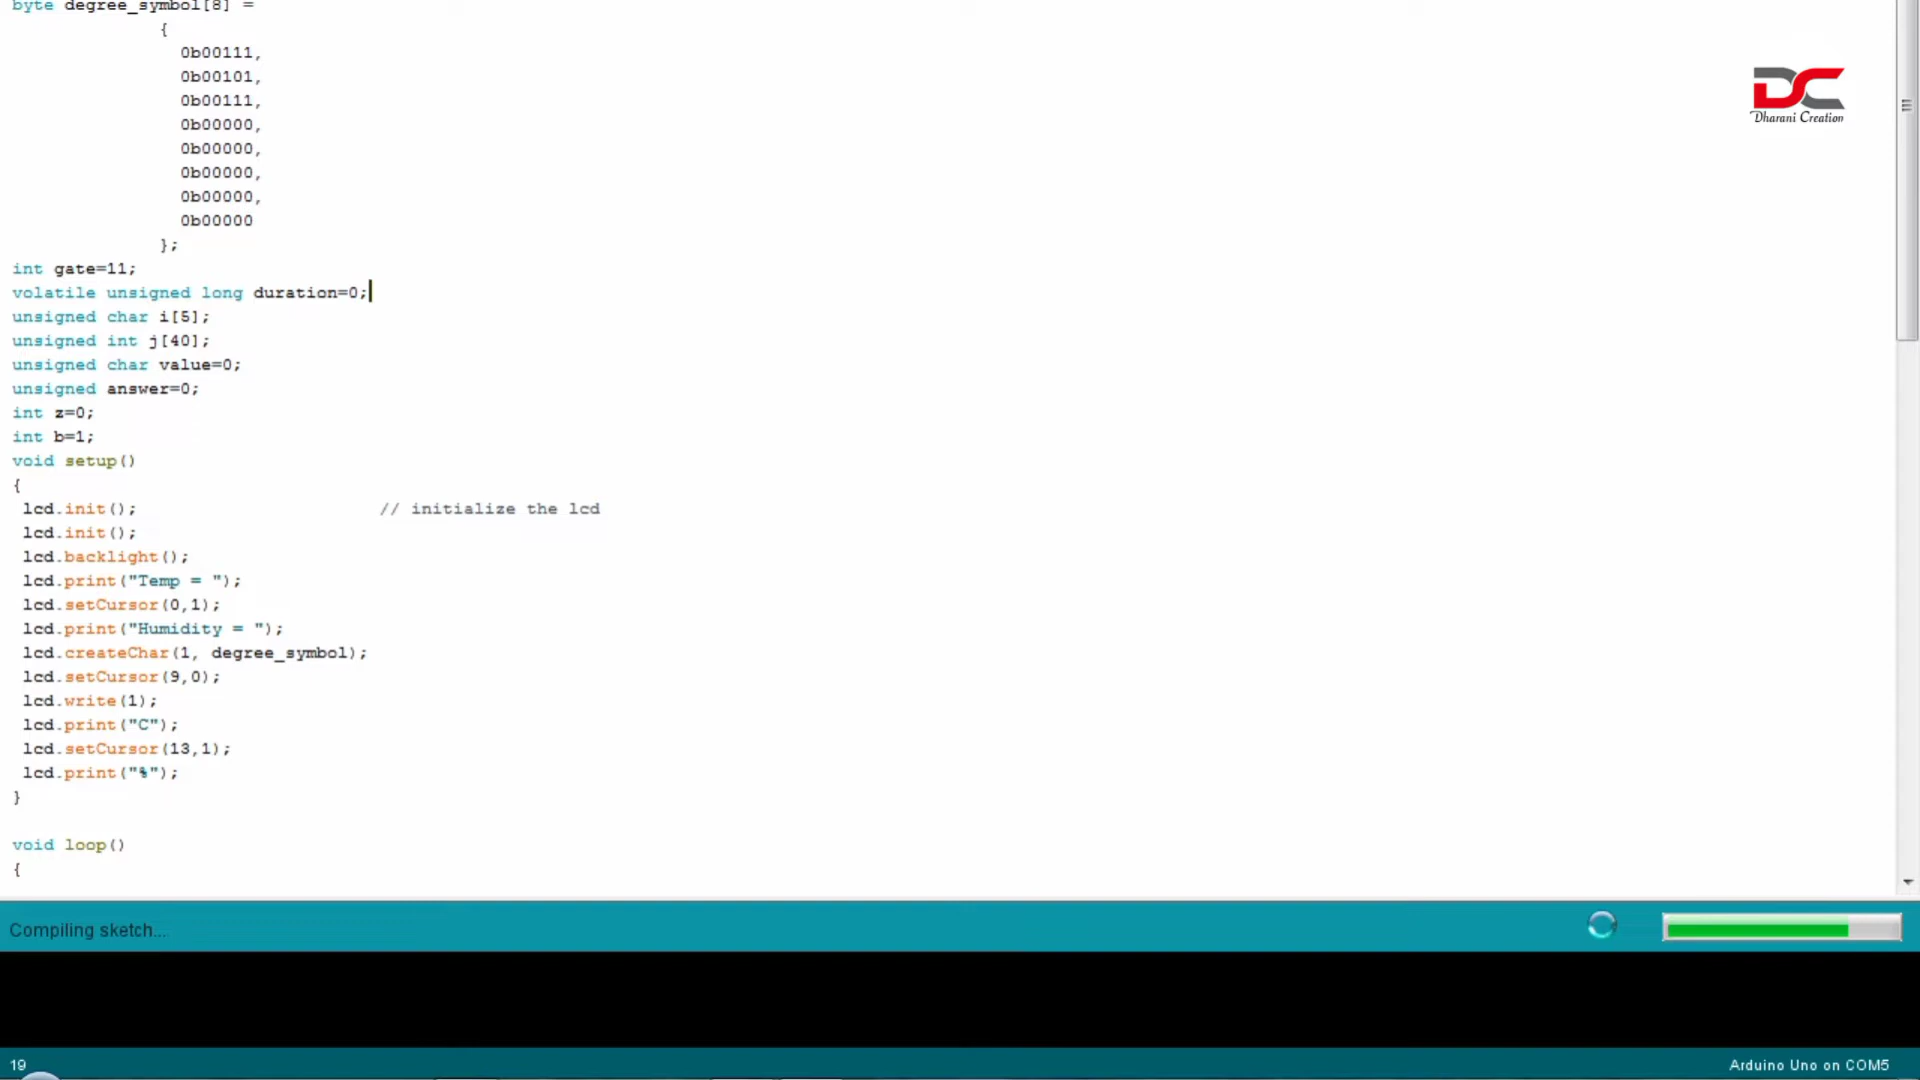 byte degree_symbol[8] =
{
0b00111,
0b00101,
0b00111,
0b00000,
0b00000,
0b00000,
0b00000,
0b00000
};
int gate=11;
volatile unsigned long duration=0;
unsigned char i[5];
unsigned int j[40];
unsigned char value=0;
unsigned answer=0;
int z=0;
int b=1;
void setup()
{
lcd.init(); // initialize the lcd
lcd.init();
lcd.backlight();
lcd.print("Temp = ");
lcd.setCursor(0,1);
lcd.print("Humidity = ");
lcd.createChar(1, degree_symbol);
lcd.setCursor(9,0);
lcd.write(1);
lcd.print("C");
lcd.setCursor(13,1);
lcd.print("%");
}
void loop()
{
DC
Dharani Creation
Compiling sketch...
19
Arduino Uno on COM5